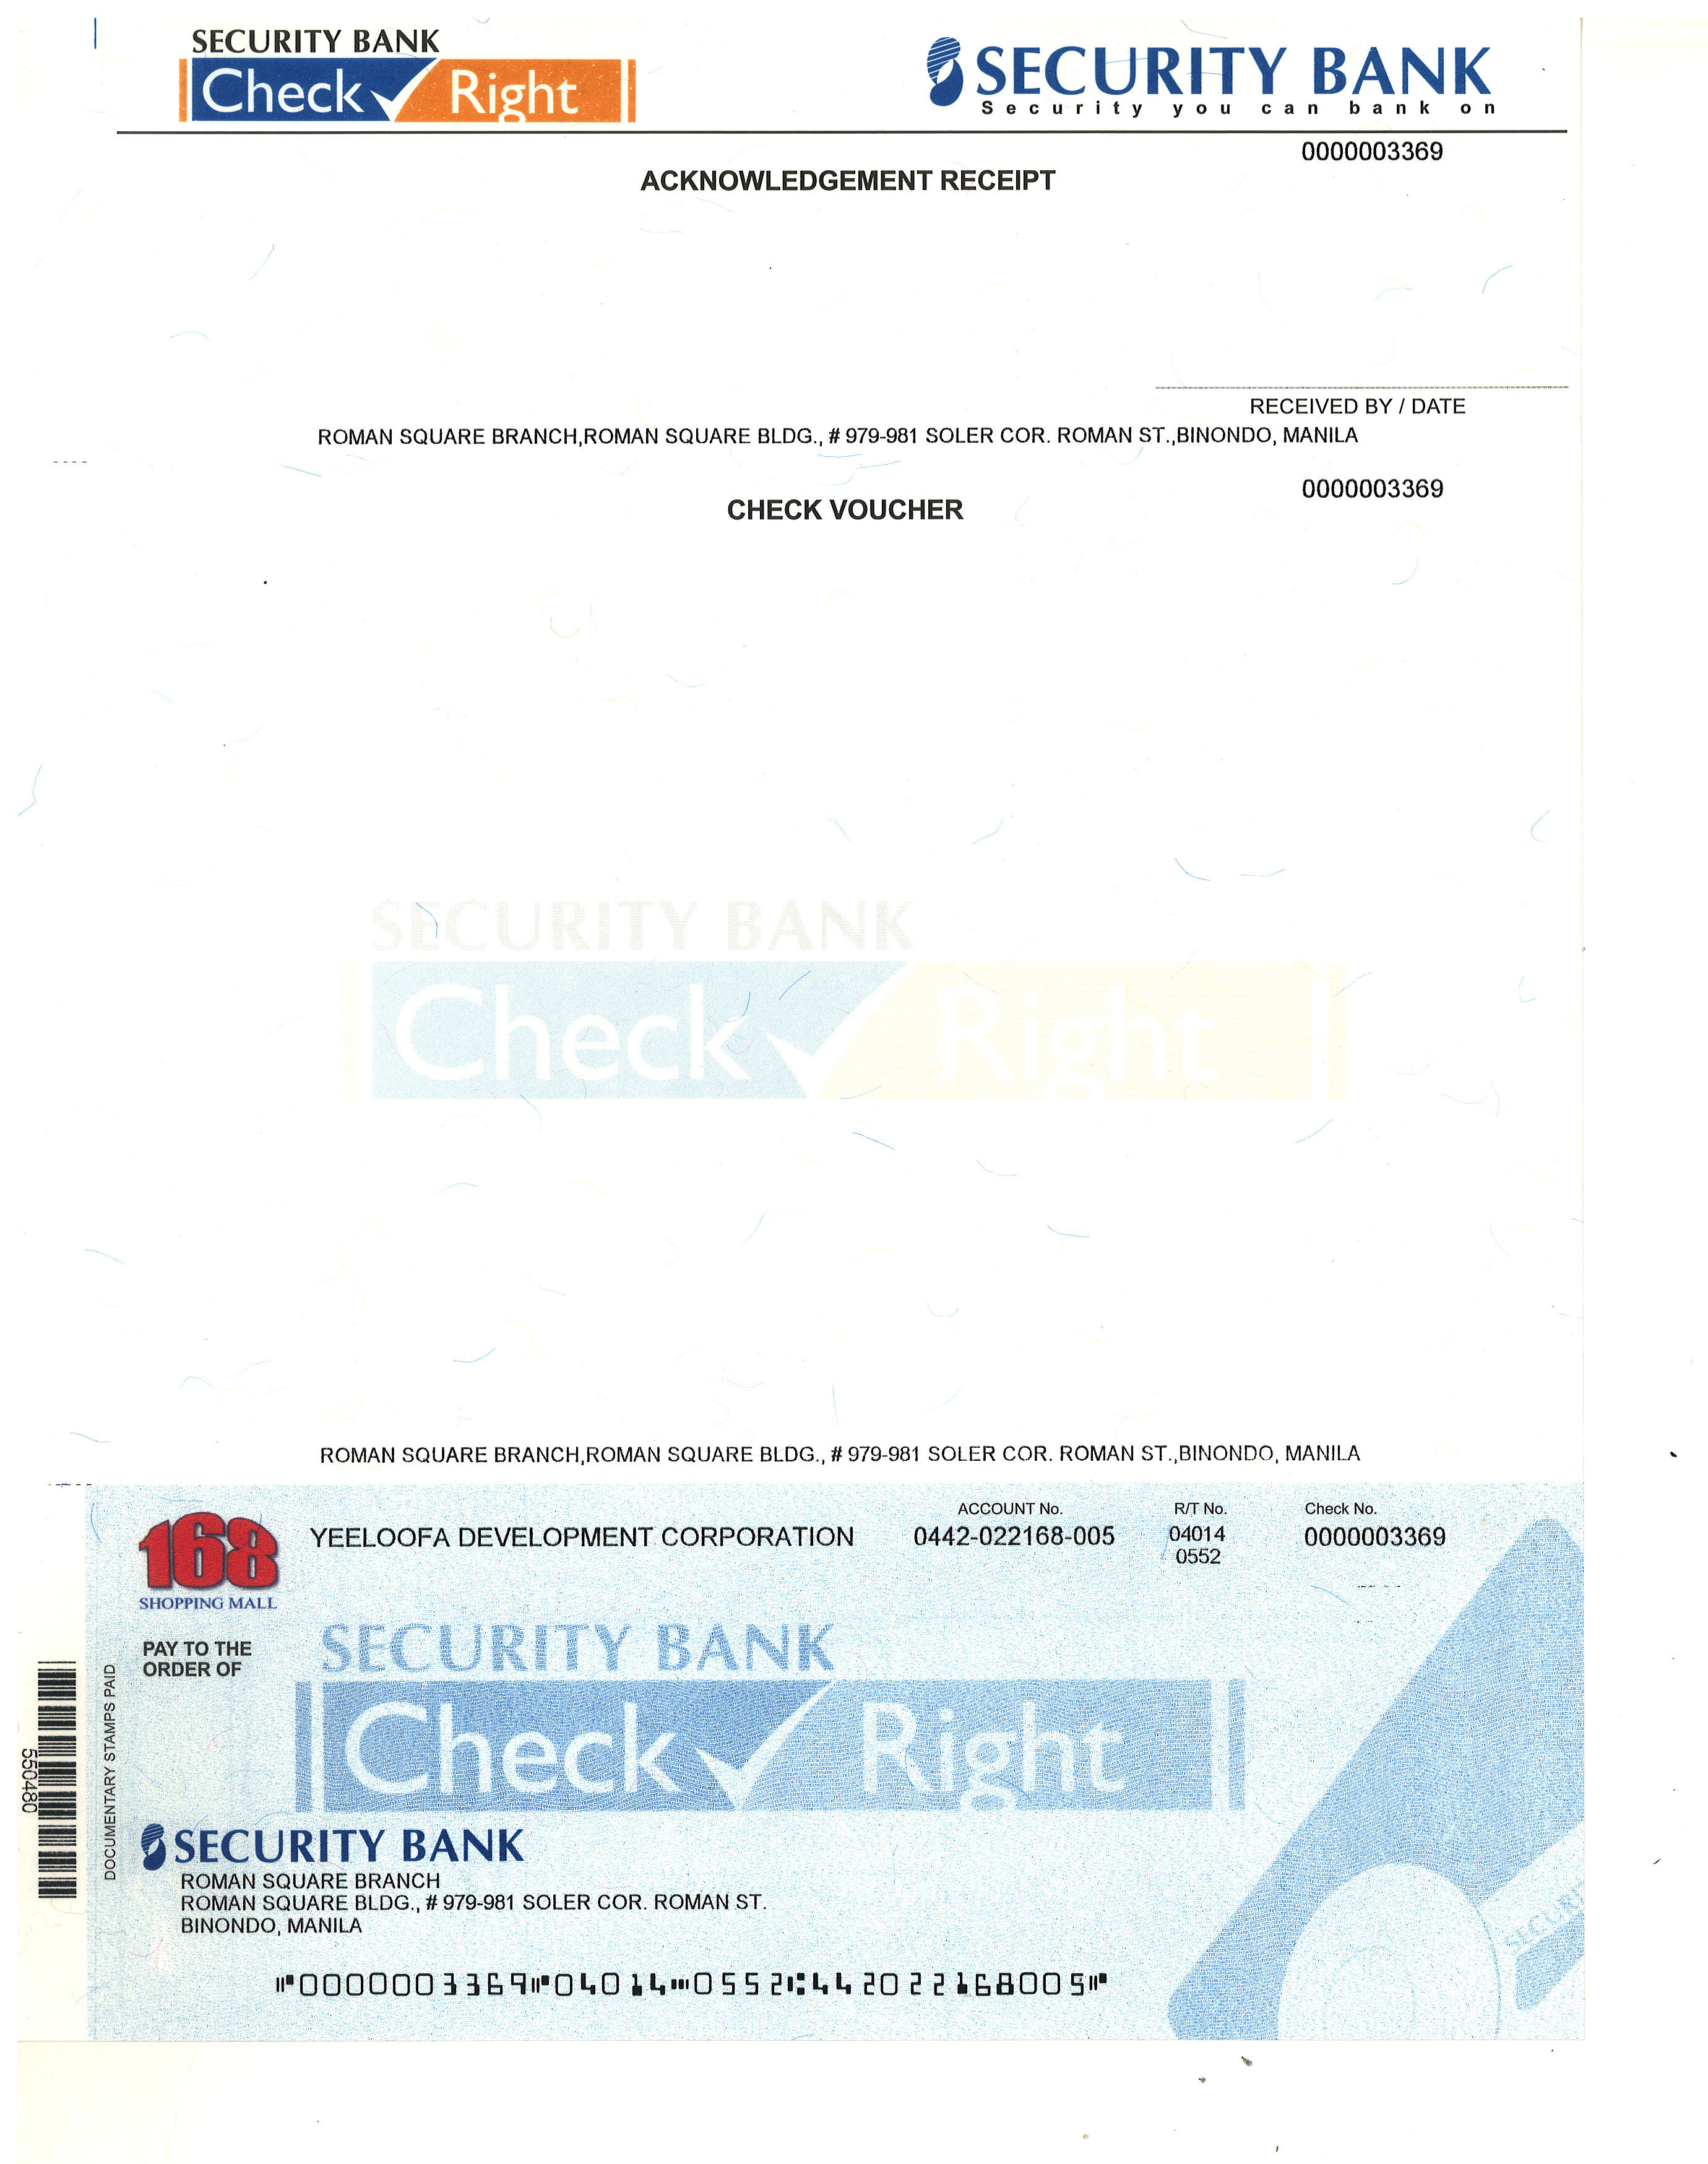 SECURITY BANK
Check Right
SECURITY BANK
Security you can bank on
0000003369
ACKNOWLEDGEMENT RECEIPT
RECEIVED BY / DATE
ROMAN SQUARE BRANCH,ROMAN SQUARE BLDG., # 979-981 SOLER COR. ROMAN ST.,BINONDO, MANILA
0000003369
CHECK VOUCHER
SECURITY BANK
Check Right
ROMAN SQUARE BRANCH,ROMAN SQUARE BLDG., # 979-981 SOLER COR. ROMAN ST.,BINONDO, MANILA
168
SHOPPING MALL
YEELOOFA DEVELOPMENT CORPORATION
ACCOUNT No.
0442-022168-005
R/T No.
04014
0552
Check No.
0000003369
PAY TO THE
ORDER OF
SECURITY BANK
Check Right
DOCUMENTARY STAMPS PAID
550480
SECURITY BANK
ROMAN SQUARE BRANCH
ROMAN SQUARE BLDG., # 979-981 SOLER COR. ROMAN ST.
BINONDO, MANILA
⑈0000003369⑈04014⑉0552⑆442022168005⑈